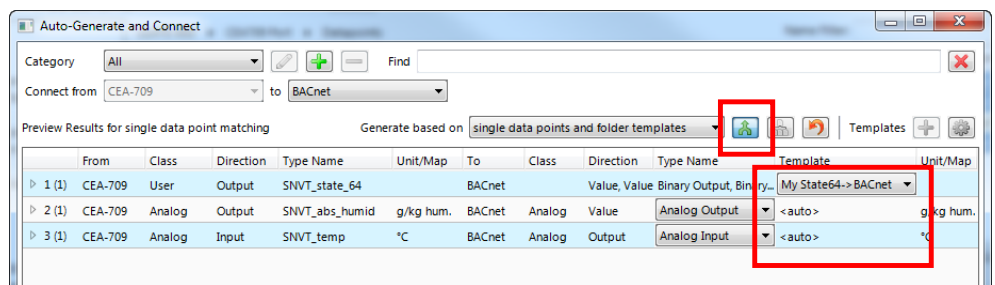 Auto-Generate and Connect
Category All Find
Connect from CEA-709 to BACnet
Preview Results for single data point matching Generate based on single data points and folder templates Templates
From Class Direction Type Name Unit/Map To Class Direction Type Name Template Unit/Map
1 (1) CEA-709 User Output SNVT_state_64 BACnet Value, Value Binary Output, Binary... My State64->BACnet
2 (1) CEA-709 Analog Output SNVT_abs_humid g/kg hum. BACnet Analog Value Analog Output <auto> g/kg hum.
3 (1) CEA-709 Analog Input SNVT_temp °C BACnet Analog Output Analog Input <auto> °C